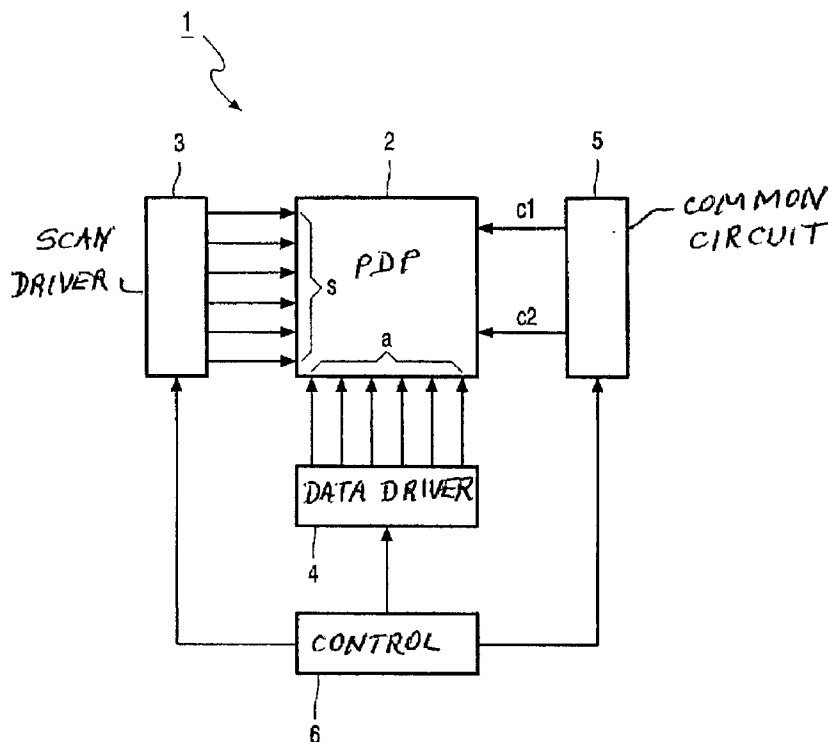 1
3
2
5
SCAN
DRIVER
PDP
s
a
c1
c2
COMMON
CIRCUIT
DATA DRIVER
4
CONTROL
6